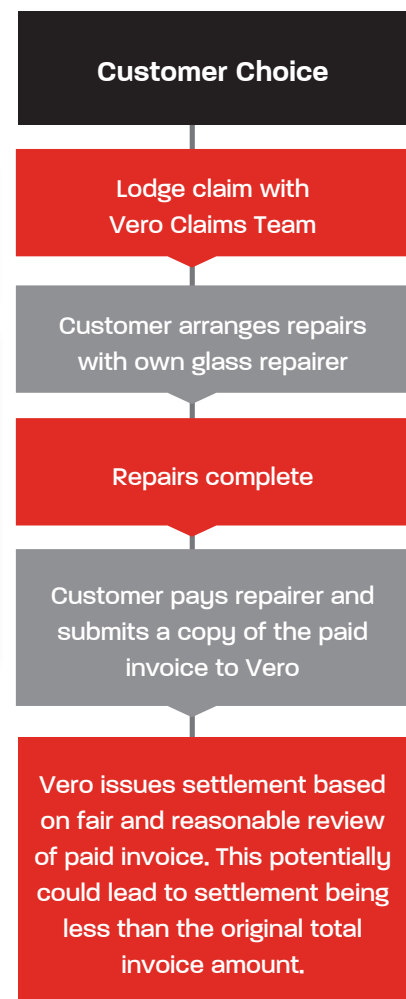 Customer Choice
Lodge claim with
Vero Claims Team
Customer arranges repairs
with own glass repairer
Repairs complete
Customer pays repairer and
submits a copy of the paid
invoice to Vero
Vero issues settlement based
on fair and reasonable review
of paid invoice. This potentially
could lead to settlement being
less than the original total
invoice amount.